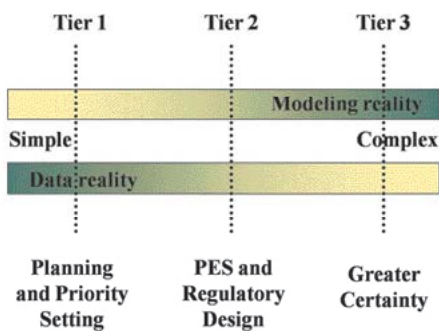 Tier 1 Tier 2 Tier 3
Modeling reality
Simple Complex
Data reality
Planning and Priority Setting
PES and Regulatory Design
Greater Certainty